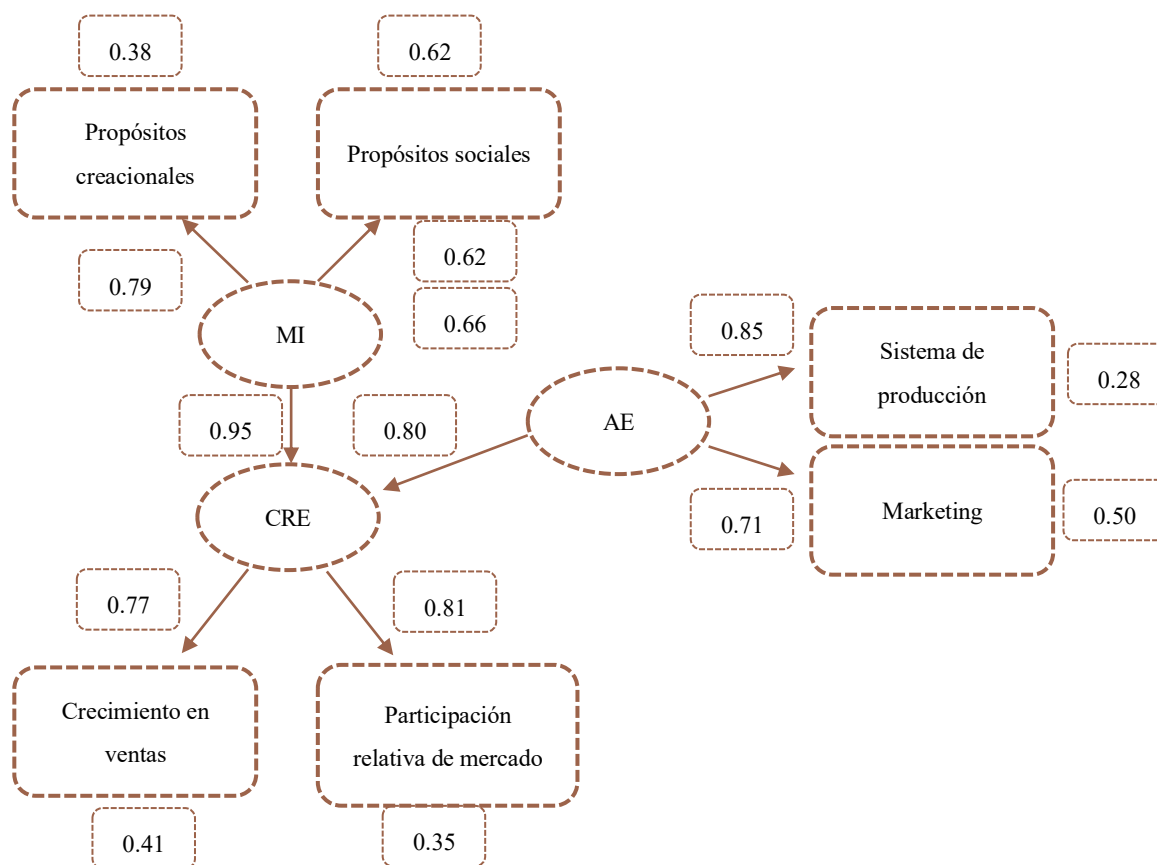 0.38
0.62
Propósitos
creacionales
Propósitos sociales
0.79
0.62
0.66
MI
0.85
Sistema de
producción
0.28
0.95
0.80
AE
CRE
0.71
Marketing
0.50
0.77
0.81
Crecimiento en
ventas
Participación
relativa de mercado
0.41
0.35